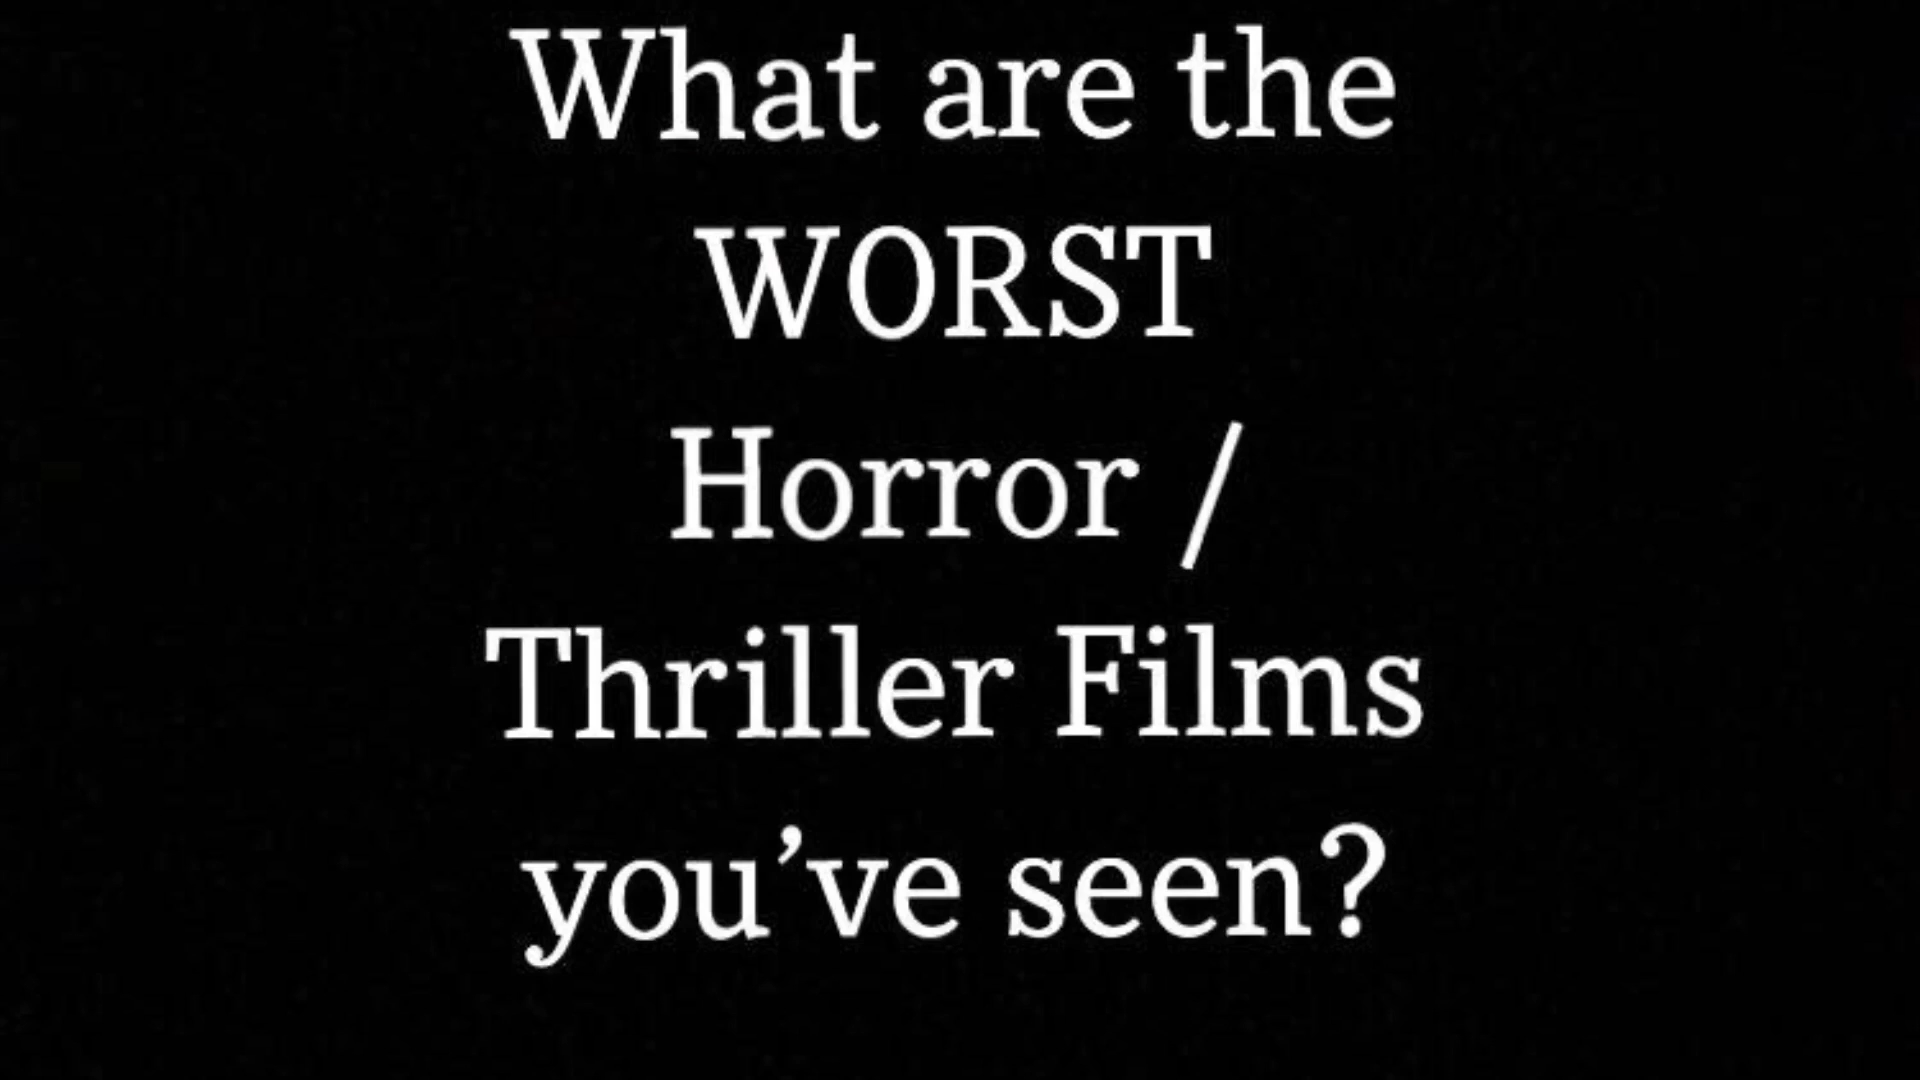 What are the
WORST
Horror /
Thriller Films
you’ve seen?